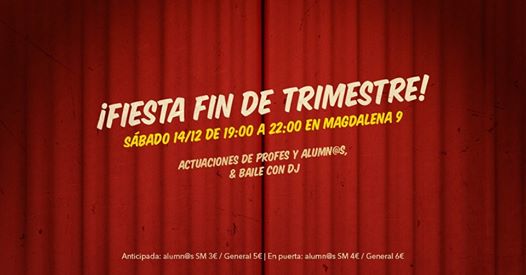 ¡FIESTA FIN DE TRIMESTRE!
SÁBADO 14/12 DE 19:00 A 22:00 EN MAGDALENA 9
ACTUACIONES DE PROFES Y ALUMN@S,
& BAILE CON DJ
Anticipada: alumn@s SM 3€ / General 5€ | En puerta: alumn@s SM 4€ / General 6€